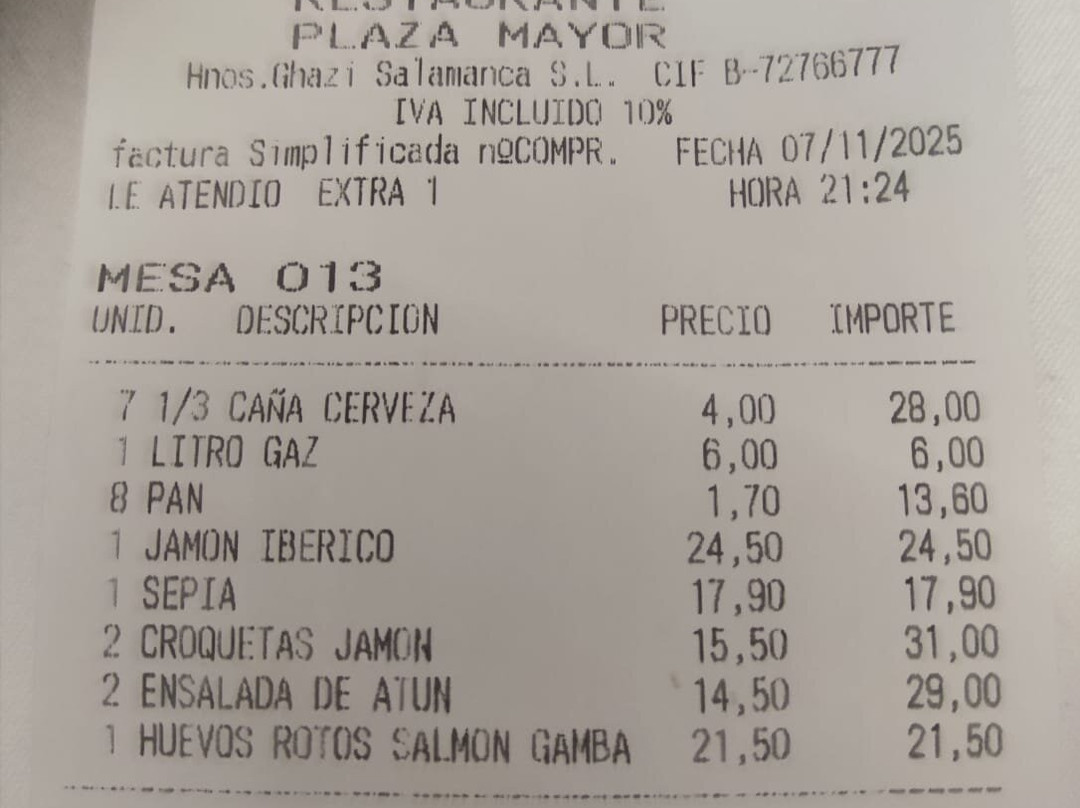 RESTAURANTE
PLAZA MAYOR
Hnos.Ghazi Salamanca S.L. CIF B-72766777
IVA INCLUIDO 10%
factura Simplificada nºCOMPR. FECHA 07/11/2025
LE ATENDIO EXTRA 1 HORA 21:24
MESA 013
UNID. DESCRIPCION PRECIO IMPORTE
7 1/3 CAÑA CERVEZA 4,00 28,00
1 LITRO GAZ 6,00 6,00
8 PAN 1,70 13,60
1 JAMON IBERICO 24,50 24,50
1 SEPIA 17,90 17,90
2 CROQUETAS JAMON 15,50 31,00
2 ENSALADA DE ATUN 14,50 29,00
1 HUEVOS ROTOS SALMON GAMBA 21,50 21,50